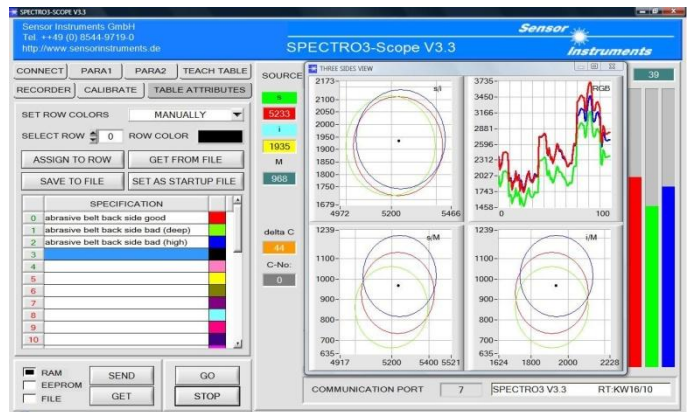 SPECTRO3-SCOPE V3.3
Sensor Instruments GmbH
Tel. ++49 (0) 8544-9719-0
http://www.sensorinstruments.de
SPECTRO3-Scope V3.3
Sensor
Instruments
CONNECT PARA1 PARA2 TEACH TABLE
RECORDER CALIBRATE TABLE ATTRIBUTES
SET ROW COLORS MANUALLY
SELECT ROW 0 ROW COLOR
ASSIGN TO ROW GET FROM FILE
SAVE TO FILE SET AS STARTUP FILE
SPECIFICATION
0 abrasive belt back side good
1 abrasive belt back side bad (deep)
2 abrasive belt back side bad (high)
3
4
5
6
7
8
9
10
RAM
EEPROM
FILE
SEND GO
GET STOP
SOURCE
s
5233
i
1935
M
968
delta C
44
C-No:
0
THREE SIDES VIEW
39
s/i
2173-
2100-
2050-
2000-
1950-
1900-
1850-
1800-
1750-
1679-
4972 5200 5466
RGB
3735-
3450-
3166-
2881-
2596-
2312-
2027-
1743-
1458-
0 100
s/M
1239-
1100-
1000-
900-
800-
700-
635-
4917 5200 5400 5521
i/M
1239-
1100-
1000-
900-
800-
700-
635-
1624 1800 2000 2228
COMMUNICATION PORT 7 SPECTRO3 V3.3 RT:KW16/10